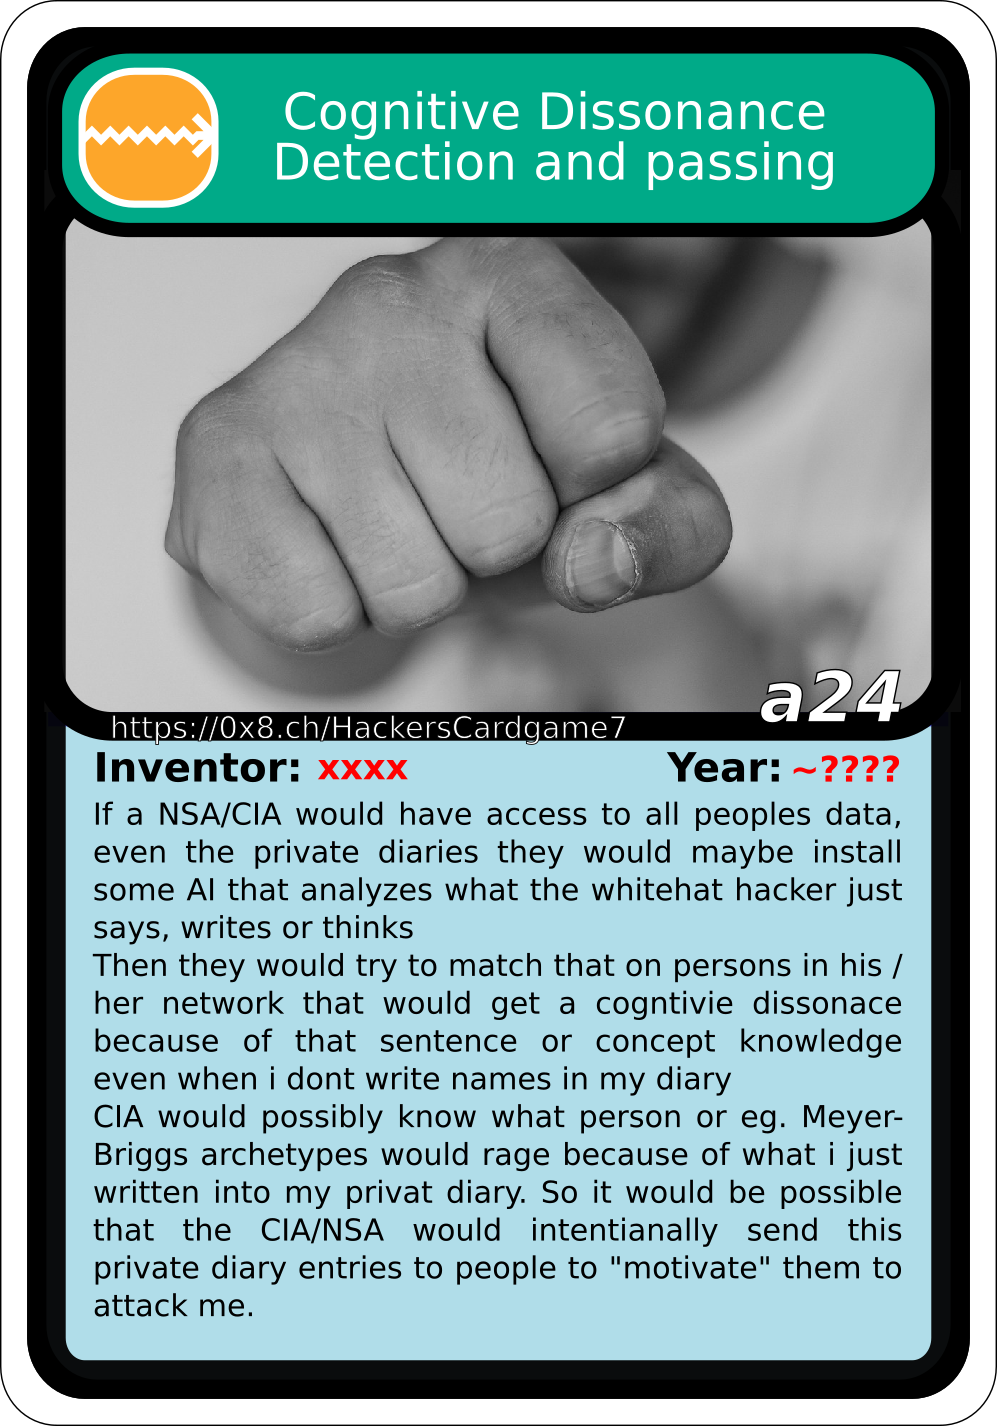 Cognitive Dissonance
Detection and passing
a24
https://0x8.ch/HackersCardgame7
Inventor: xxxx Year: ~????
If a NSA/CIA would have access to all peoples data,
even the private diaries they would maybe install
some AI that analyzes what the whitehat hacker just
says, writes or thinks
Then they would try to match that on persons in his /
her network that would get a cogntivie dissonace
because of that sentence or concept knowledge
even when i dont write names in my diary
CIA would possibly know what person or eg. Meyer-
Briggs archetypes would rage because of what i just
written into my privat diary. So it would be possible
that the CIA/NSA would intentianally send this
private diary entries to people to "motivate" them to
attack me.